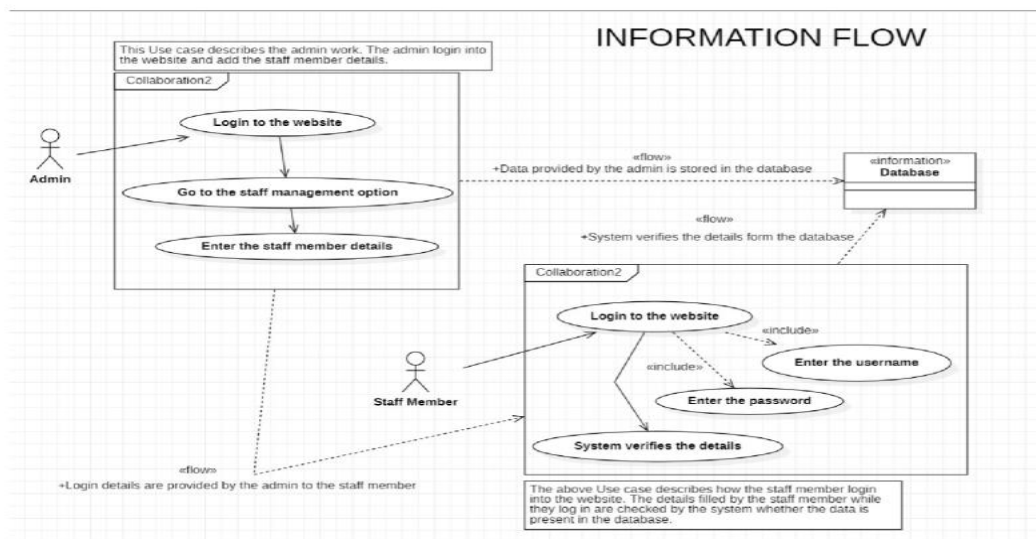 INFORMATION FLOW
This Use case describes the admin work. The admin login into
the website and add the staff member details.
Collaboration2
Login to the website
Admin
Go to the staff management option
Enter the staff member details
«flow»
+Data provided by the admin is stored in the database
«information»
Database
«flow»
+System verifies the details form the database
Collaboration2
Login to the website
«include»
Enter the username
«include»
Enter the password
Staff Member
System verifies the details
«flow»
+Login details are provided by the admin to the staff member
The above Use case describes how the staff member login
into the website. The details filled by the staff member while
they log in are checked by the system whether the data is
present in the database.